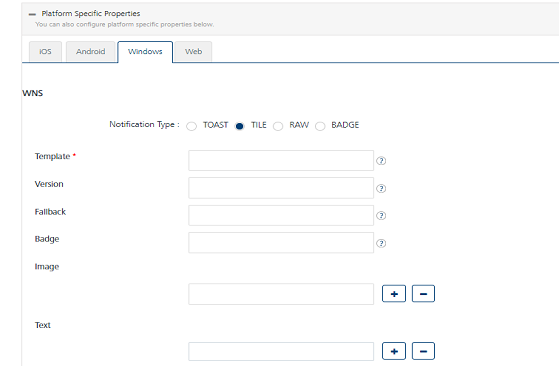 Platform Specific Properties
You can also configure platform specific properties below.
iOS Android Windows Web
WNS
Notification Type : TOAST TILE RAW BADGE
Template *
Version
Fallback
Badge
Image
Text